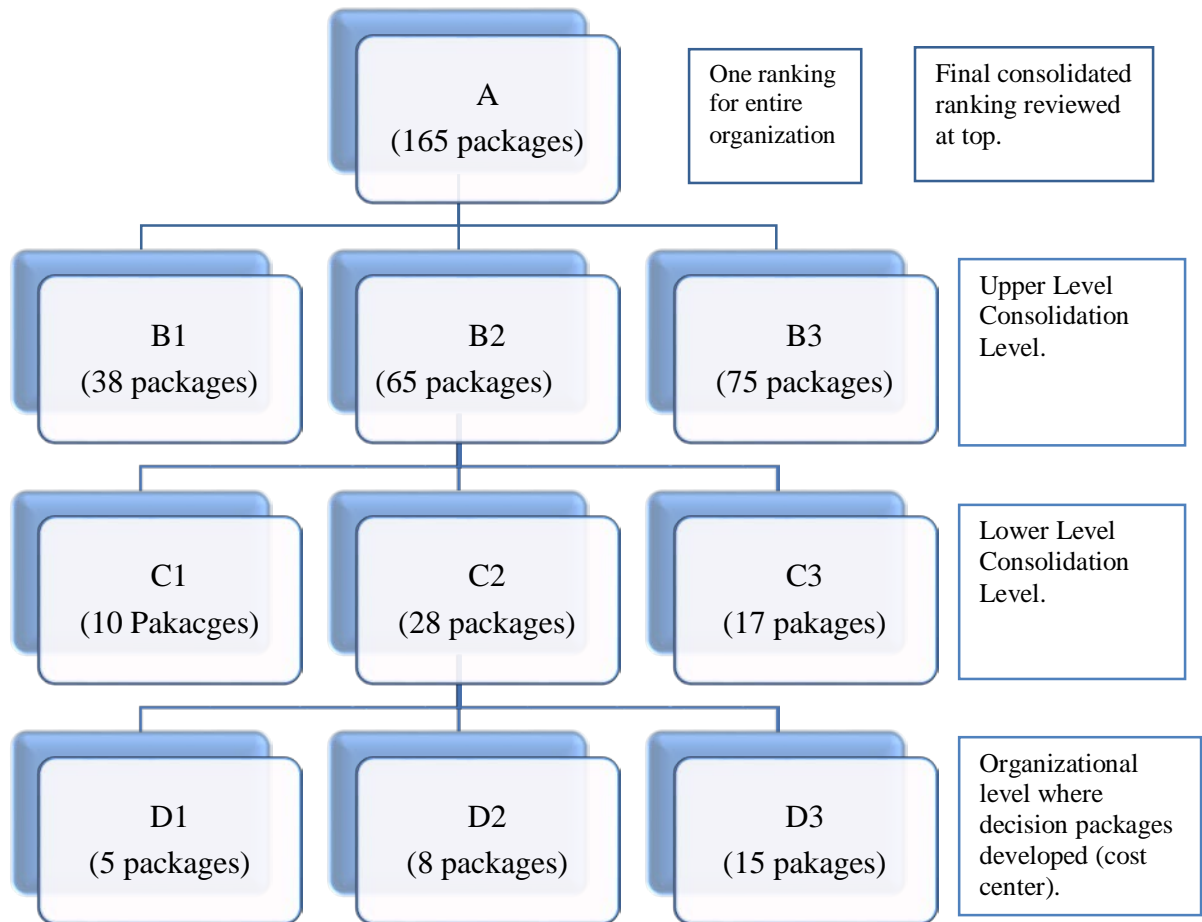 A
(165 packages)
One ranking
for entire
organization
Final consolidated
ranking reviewed
at top.
B1
(38 packages)
B2
(65 packages)
B3
(75 packages)
Upper Level
Consolidation
Level.
C1
(10 Pakacges)
C2
(28 packages)
C3
(17 pakages)
Lower Level
Consolidation
Level.
D1
(5 packages)
D2
(8 packages)
D3
(15 pakages)
Organizational
level where
decision packages
developed (cost
center).